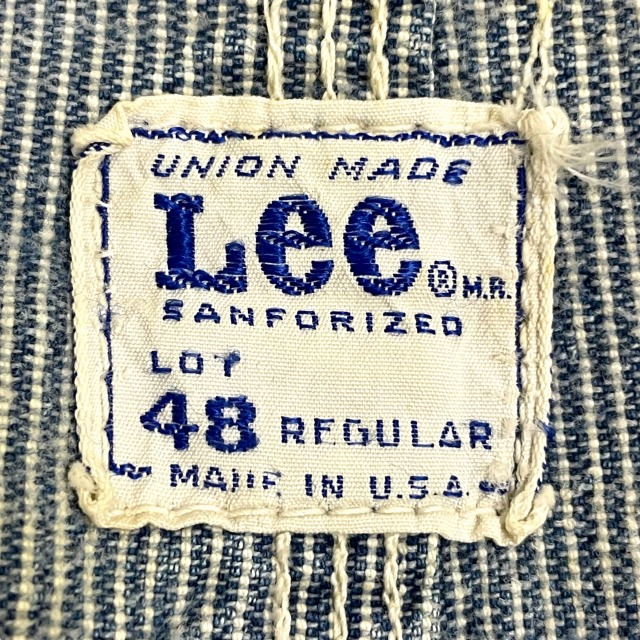 UNION MADE
Lee ® M.R.
SANFORIZED
LOT
48 REGULAR
MADE IN U.S.A.